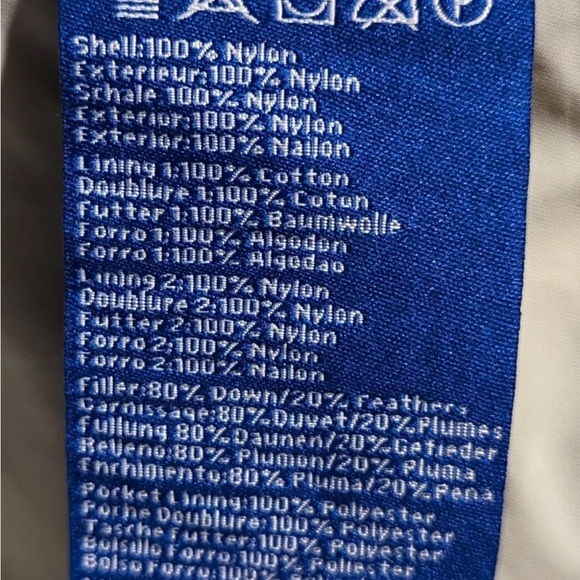 Shell:100% Nylon
Exterieur:100% Nylon
Schale 100% Nylon
Exterior:100% Nylon
Exterior:100% Nailon
Lining 1:100% Cotton
Doublure 1:100% Cotun
Futter 1:100% Baumwolle
Forro 1:100% Algodon
Forro 1:100% Algodao
Lining 2:100% Nylon
Doublure 2:100% Nylon
Futter 2:100% Nylon
Forro 2:100% Nylon
Forro 2:100% Nailon
Filler:80% Down/20% Feathers
Garnissage:80% Duvet/20% Plumes
Fullung 80% Daunen/20% Gefieder
Relleno:80% Plumon/20% Pluma
Enchimento:80% Pluma/20% Pena
Pocket Lining:100% Polyester
Poche Doublure:100% Polyester
Tasche Futter:100% Polyester
Bolsillo Forro:100% Poliester
Bolso Forro:100% Poliester